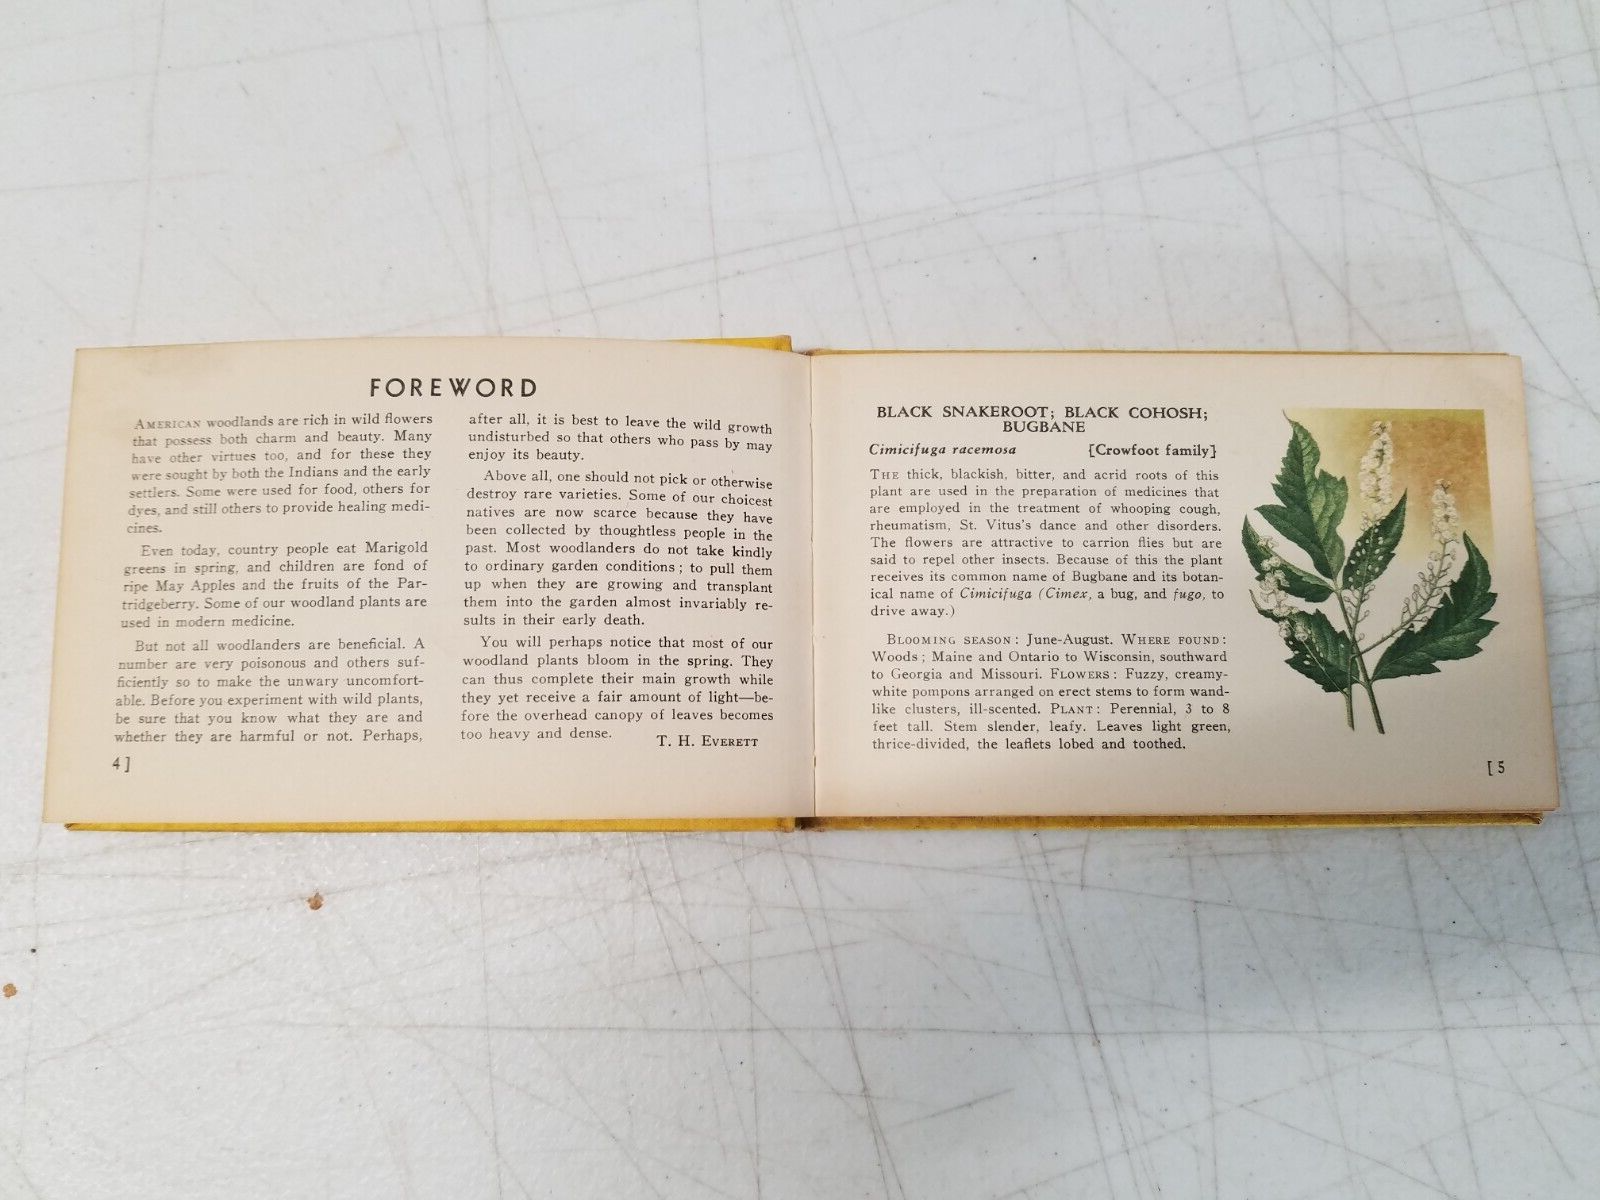 FOREWORD
AMERICAN woodlands are rich in wild flowers
that possess both charm and beauty. Many
have other virtues too, and for these they
were sought by both the Indians and the early
settlers. Some were used for food, others for
dyes, and still others to provide healing medi-
cines.
Even today, country people eat Marigold
greens in spring, and children are fond of
ripe May Apples and the fruits of the Par-
tridgeberry. Some of our woodland plants are
used in modern medicine.
But not all woodlanders are beneficial. A
number are very poisonous and others suf-
ficiently so to make the unwary uncomfort-
able. Before you experiment with wild plants,
be sure that you know what they are and
whether they are harmful or not. Perhaps,
after all, it is best to leave the wild growth
undisturbed so that others who pass by may
enjoy its beauty.
Above all, one should not pick or otherwise
destroy rare varieties. Some of our choicest
natives are now scarce because they have
been collected by thoughtless people in the
past. Most woodlanders do not take kindly
to ordinary garden conditions; to pull them
up when they are growing and transplant
them into the garden almost invariably re-
sults in their early death.
You will perhaps notice that most of our
woodland plants bloom in the spring. They
can thus complete their main growth while
they yet receive a fair amount of light—be-
fore the overhead canopy of leaves becomes
too heavy and dense.
T. H. EVERETT
4]
BLACK SNAKEROOT; BLACK COHOSH;
BUGBANE
Cimicifuga racemosa [Crowfoot family]
THE thick, blackish, bitter, and acrid roots of this
plant are used in the preparation of medicines that
are employed in the treatment of whooping cough,
rheumatism, St. Vitus's dance and other disorders.
The flowers are attractive to carrion flies but are
said to repel other insects. Because of this the plant
receives its common name of Bugbane and its botan-
ical name of Cimicifuga (Cimex, a bug, and fugo, to
drive away.)
BLOOMING SEASON: June-August. WHERE FOUND:
Woods; Maine and Ontario to Wisconsin, southward
to Georgia and Missouri. FLOWERS: Fuzzy, creamy-
white pompons arranged on erect stems to form wand-
like clusters, ill-scented. PLANT: Perennial, 3 to 8
feet tall. Stem slender, leafy. Leaves light green,
thrice-divided, the leaflets lobed and toothed.
[5